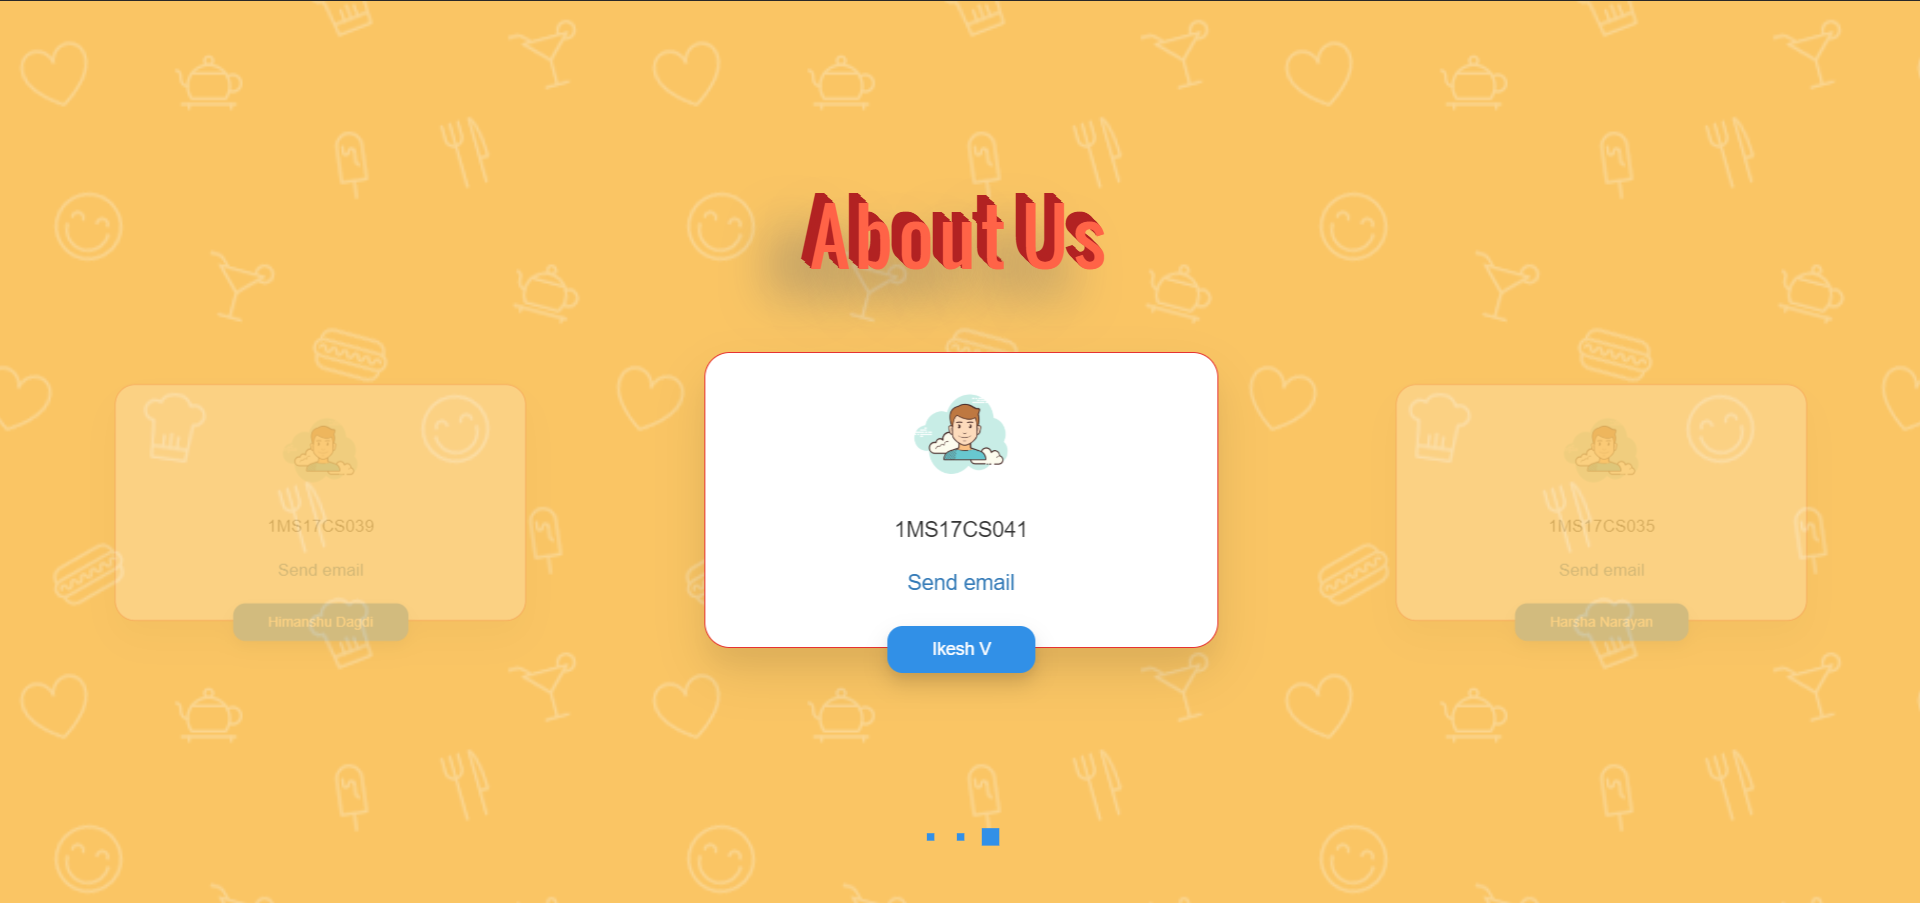 About Us
1MS17CS039
Send email
Himanshu Dagdi
1MS17CS041
Send email
Ikesh V
1MS17CS035
Send email
Harsha Narayan